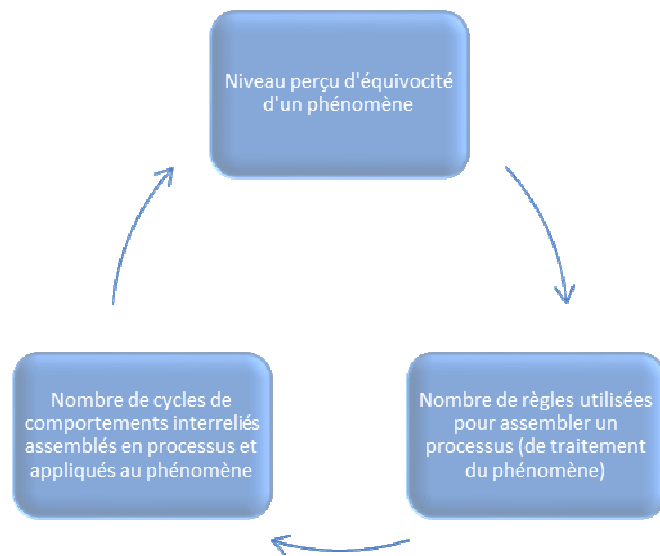 Niveau perçu d'équivocité
d'un phénomène
Nombre de cycles de
comportements interreliés
assemblés en processus et
appliqués au phénomène
Nombre de règles utilisées
pour assembler un
processus (de traitement
du phénomène)